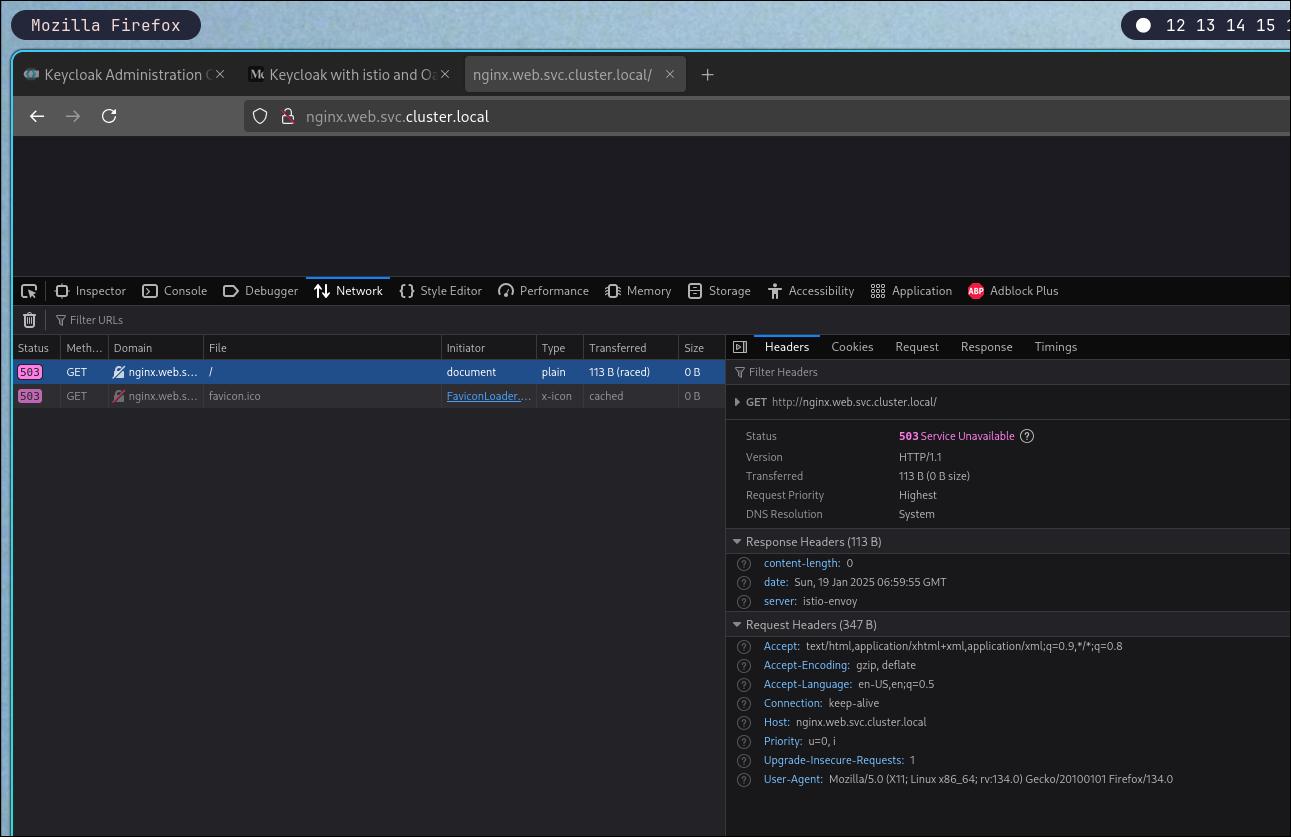 Mozilla Firefox
12 13 14 15
Keycloak Administration C
Keycloak with istio and Oa
nginx.web.svc.cluster.local/
nginx.web.svc.cluster.local
Inspector Console Debugger Network Style Editor Performance Memory Storage Accessibility Application ABP Adblock Plus
Filter URLs
Status Meth... Domain File Initiator Type Transferred Size
503 GET nginx.web.s... / document plain 113 B (raced) 0 B
503 GET nginx.web.s... favicon.ico FaviconLoader.... x-icon cached 0 B
Headers Cookies Request Response Timings
Filter Headers
GET http://nginx.web.svc.cluster.local/
Status 503 Service Unavailable ?
Version HTTP/1.1
Transferred 113 B (0 B size)
Request Priority Highest
DNS Resolution System
Response Headers (113 B)
? content-length: 0
? date: Sun, 19 Jan 2025 06:59:55 GMT
? server: istio-envoy
Request Headers (347 B)
? Accept: text/html,application/xhtml+xml,application/xml;q=0.9,*/*;q=0.8
? Accept-Encoding: gzip, deflate
? Accept-Language: en-US,en;q=0.5
? Connection: keep-alive
? Host: nginx.web.svc.cluster.local
? Priority: u=0, i
? Upgrade-Insecure-Requests: 1
? User-Agent: Mozilla/5.0 (X11; Linux x86_64; rv:134.0) Gecko/20100101 Firefox/134.0